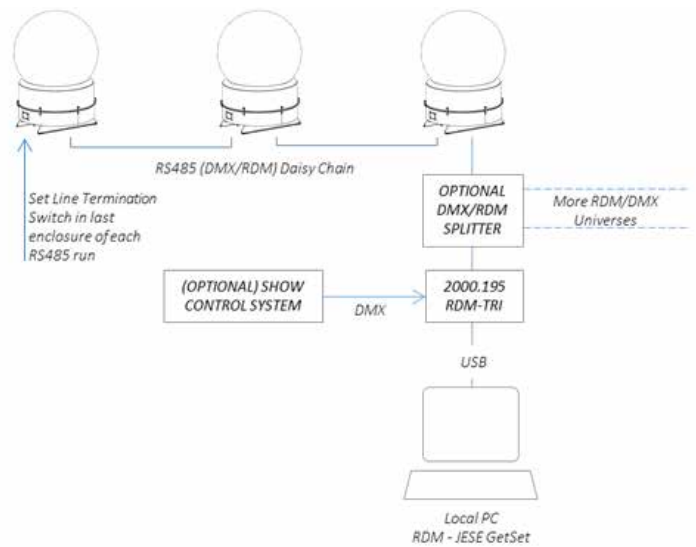 RS485 (DMX/RDM) Daisy Chain
Set Line Termination
Switch in last
enclosure of each
RS485 run
OPTIONAL
DMX/RDM
SPLITTER
More RDM/DMX
Universes
(OPTIONAL) SHOW
CONTROL SYSTEM
DMX
2000.195
RDM-TRI
USB
Local PC
RDM - JESE GetSet